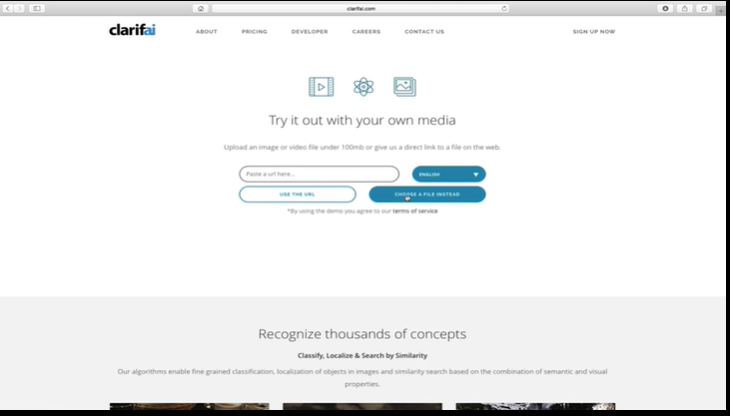 clarifai.com
clarifai
ABOUT PRICING DEVELOPER CAREERS CONTACT US SIGN UP NOW
Try it out with your own media
Upload an image or video file under 100mb or give us a direct link to a file on the web.
Paste a url here... ENGLISH
USE THE URL CHOOSE A FILE INSTEAD
*By using the demo you agree to our terms of service
Recognize thousands of concepts
Classify, Localize & Search by Similarity
Our algorithms enable fine grained classification, localization of objects in images and similarity search based on the combination of semantic and visual
properties.